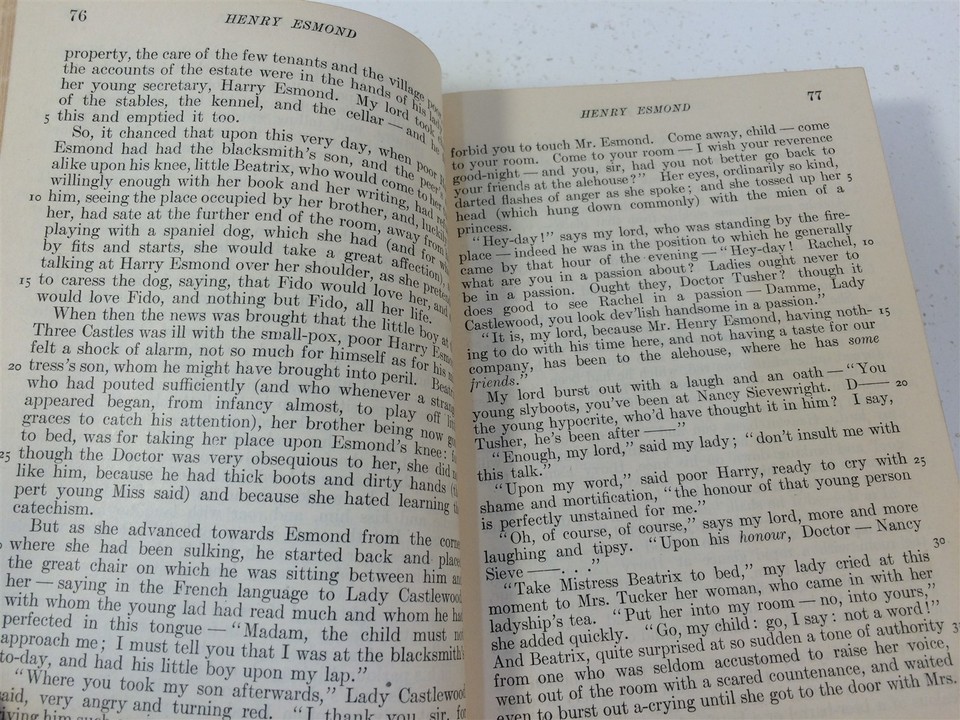 76
HENRY ESMOND
property, the care of the few tenants and the village poor
the accounts of the estate were in the hands of his lady
her young secretary, Harry Esmond. My lord took
of the stables, the kennel, and the cellar — and he
5 this and emptied it too.
So, it chanced that upon this very day, when poor
Esmond had had the blacksmith's son, and the peer's
alike upon his knee, little Beatrix, who would come to her
willingly enough with her book and her writing, had
10 him, seeing the place occupied by her brother, and, luckily
her, had sate at the further end of the room, away from
playing with a spaniel dog, which she had (and for
by fits and starts, she would take a great affection),
talking at Harry Esmond over her shoulder, as she
15 to caress the dog, saying, that Fido would love her, and
would love Fido, and nothing but Fido, all her life.
When then the news was brought that the little boy at
Three Castles was ill with the small-pox, poor Harry
felt a shock of alarm, not so much for himself as for his
20 tress's son, whom he might have brought into peril.
who had pouted sufficiently (and who whenever a
appeared began, from infancy almost, to play off
graces to catch his attention), her brother being now
to bed, was for taking her place upon Esmond's knee:
25 though the Doctor was very obsequious to her, she did
like him, because he had thick boots and dirty hands
pert young Miss said) and because she hated learning
catechism.
But as she advanced towards Esmond from the
where she had been sulking, he started back and
the great chair on which he was sitting between him
her — saying in the French language to Lady Castlewood
with whom the young lad had read much and whom he
perfected in this tongue — "Madam, the child must
approach me; I must tell you that I was at the blacksmith's
to-day, and had his little boy upon my lap."
"Where you took my son afterwards," Lady Castlewood
said, very angry and turning red. "I thank you, sir, for
77
HENRY ESMOND
forbid you to touch Mr. Esmond. Come away, child — come
to your room. Come to your room — I wish your reverence
good-night — and you, sir, had you not better go back to
your friends at the alehouse?" Her eyes, ordinarily so kind,
darted flashes of anger as she spoke; and she tossed up her 5
head (which hung down commonly) with the mien of a
princess.
"Hey-day!" says my lord, who was standing by the fire-
place — indeed he was in the position to which he generally
came by that hour of the evening — "Hey-day! Rachel, 10
what are you in a passion about? Ladies ought never to
be in a passion. Ought they, Doctor Tusher? though it
does good to see Rachel in a passion — Damme, Lady
Castlewood, you look dev'lish handsome in a passion."
"It is, my lord, because Mr. Henry Esmond, having noth- 15
ing to do with his time here, and not having a taste for our
company, has been to the alehouse, where he has some
friends."
My lord burst out with a laugh and an oath — "You
young slyboots, you've been at Nancy Sievewright. D—— 20
the young hypocrite, who'd have thought it in him? I say,
Tusher, he's been after ——"
"Enough, my lord," said my lady; "don't insult me with
this talk."
"Upon my word," said poor Harry, ready to cry with 25
shame and mortification, "the honour of that young person
is perfectly unstained for me."
"Oh, of course, of course," says my lord, more and more
laughing and tipsy. "Upon his honour, Doctor — Nancy
Sieve ——. . ."
"Take Mistress Beatrix to bed," my lady cried at this 30
moment to Mrs. Tucker her woman, who came in with her
ladyship's tea. "Put her into my room — no, into yours,"
she added quickly. "Go, my child: go, I say: not a word!"
And Beatrix, quite surprised at so sudden a tone of authority
from one who was seldom accustomed to raise her voice,
went out of the room with a scared countenance, and waited
even to burst out a-crying until she got to the door with Mrs.